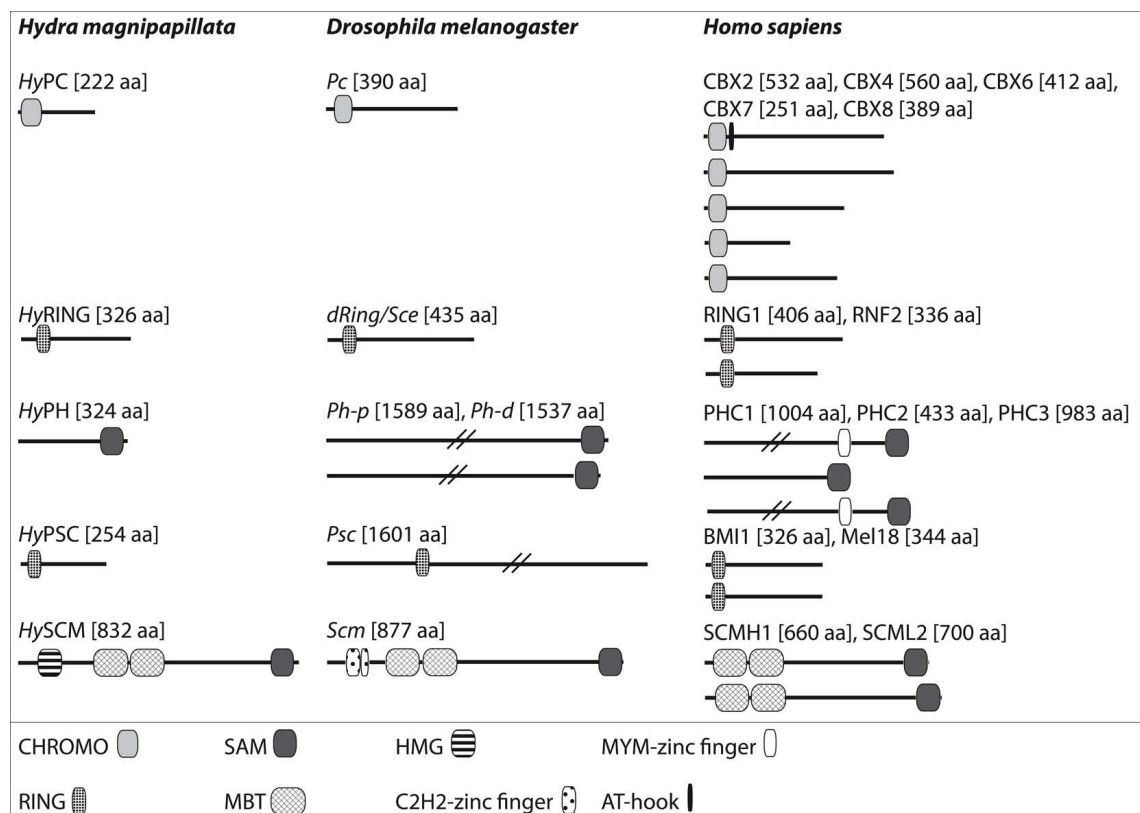 Hydra magnipapillata
Drosophila melanogaster
Homo sapiens
HyPC [222 aa]
Pc [390 aa]
CBX2 [532 aa], CBX4 [560 aa], CBX6 [412 aa],
CBX7 [251 aa], CBX8 [389 aa]
HyRING [326 aa]
dRing/Sce [435 aa]
RING1 [406 aa], RNF2 [336 aa]
HyPH [324 aa]
Ph-p [1589 aa], Ph-d [1537 aa]
PHC1 [1004 aa], PHC2 [433 aa], PHC3 [983 aa]
HyPSC [254 aa]
Psc [1601 aa]
BMI1 [326 aa], Mel18 [344 aa]
HySCM [832 aa]
Scm [877 aa]
SCMH1 [660 aa], SCML2 [700 aa]
CHROMO
SAM
HMG
MYM-zinc finger
RING
MBT
C2H2-zinc finger
AT-hook